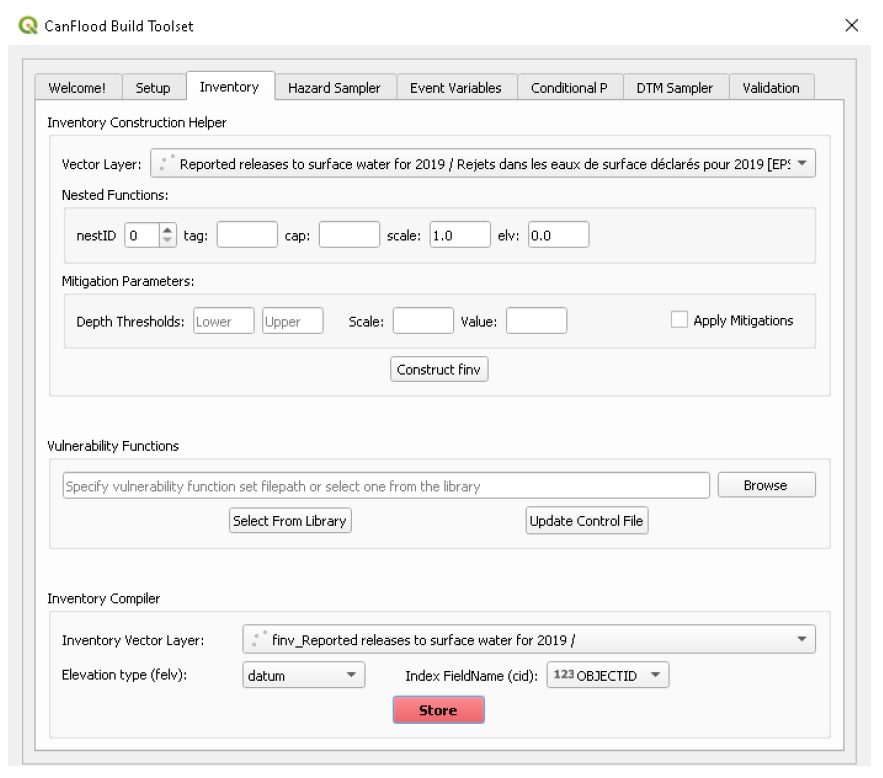 CanFlood Build Toolset
Welcome! Setup Inventory Hazard Sampler Event Variables Conditional P DTM Sampler Validation
Inventory Construction Helper
Vector Layer: Reported releases to surface water for 2019 / Rejets dans les eaux de surface déclarés pour 2019 [EPS
Nested Functions:
nestID 0 tag: cap: scale: 1.0 elv: 0.0
Mitigation Parameters:
Depth Thresholds: Lower Upper Scale: Value: Apply Mitigations
Construct finv
Vulnerability Functions
Specify vulnerability function set filepath or select one from the library Browse
Select From Library Update Control File
Inventory Compiler
Inventory Vector Layer: finv_Reported releases to surface water for 2019 /
Elevation type (felv): datum Index FieldName (cid): 123 OBJECTID
Store